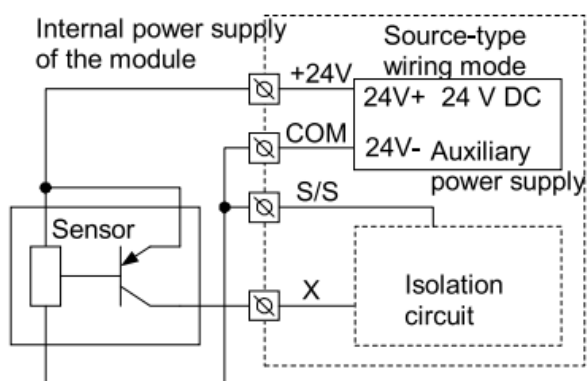 Internal power supply
of the module
Source-type
wiring mode
+24V
24V+ 24 V DC
COM
24V- Auxiliary
power supply
S/S
Sensor
X
Isolation
circuit